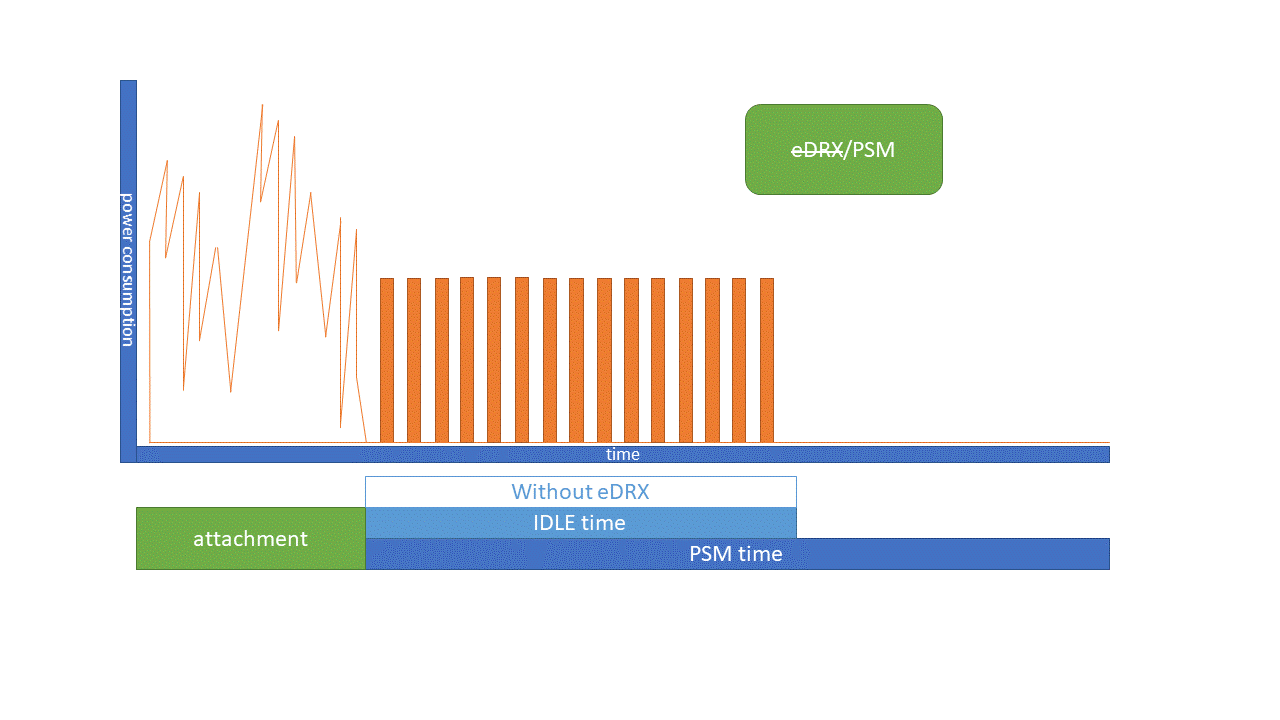 power consumption
eDRX/PSM
time
Without eDRX
IDLE time
attachment
PSM time